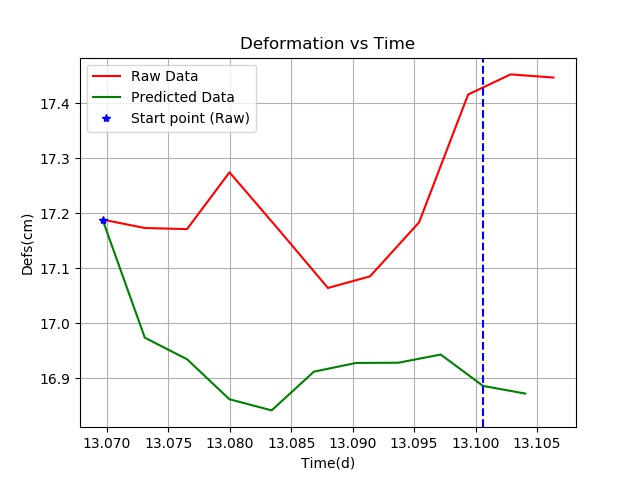 Deformation vs Time
Raw Data
Predicted Data
Start point (Raw)
Defs(cm)
17.4
17.3
17.2
17.1
17.0
16.9
13.070 13.075 13.080 13.085 13.090 13.095 13.100 13.105
Time(d)